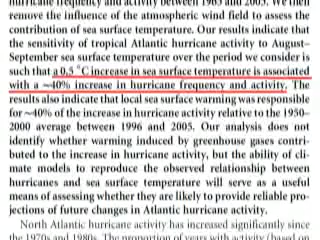 hurricane frequency and activity between 1965 and 2005. We then
remove the influence of the atmospheric wind field to assess the
contribution of sea surface temperature. Our results indicate that
the sensitivity of tropical Atlantic hurricane activity to August–
September sea surface temperature over the period we consider is
such that a 0.5 °C increase in sea surface temperature is associated
with a ~40% increase in hurricane frequency and activity. The
results also indicate that local sea surface warming was responsible
for ~40% of the increase in hurricane activity relative to the 1950–
2000 average between 1996 and 2005. Our analysis does not
identify whether warming induced by greenhouse gases contri-
buted to the increase in hurricane activity, but the ability of cli-
mate models to reproduce the observed relationship between
hurricanes and sea surface temperature will serve as a useful
means of assessing whether they are likely to provide reliable pro-
jections of future changes in Atlantic hurricane activity.
North Atlantic hurricane activity has increased significantly since
the 1970s and 1980s. The proportion of years with activity (based on